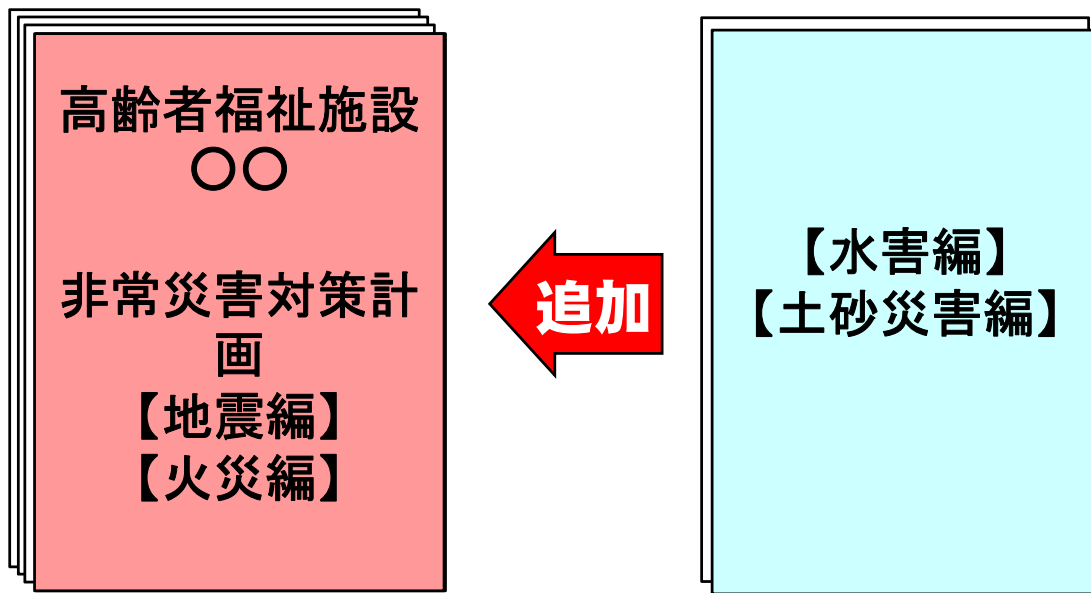 高齢者福祉施設
〇〇
非常災害対策計
画
【地震編】
【火災編】
追加
【水害編】
【土砂災害編】